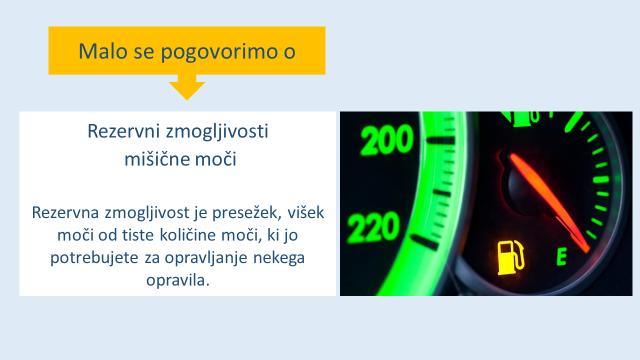 Malo se pogovorimo o
Rezervni zmogljivosti
mišične moči
Rezervna zmogljivost je presežek, višek
moči od tiste količine moči, ki jo
potrebujete za opravljanje nekega
opravila.
200
220
E